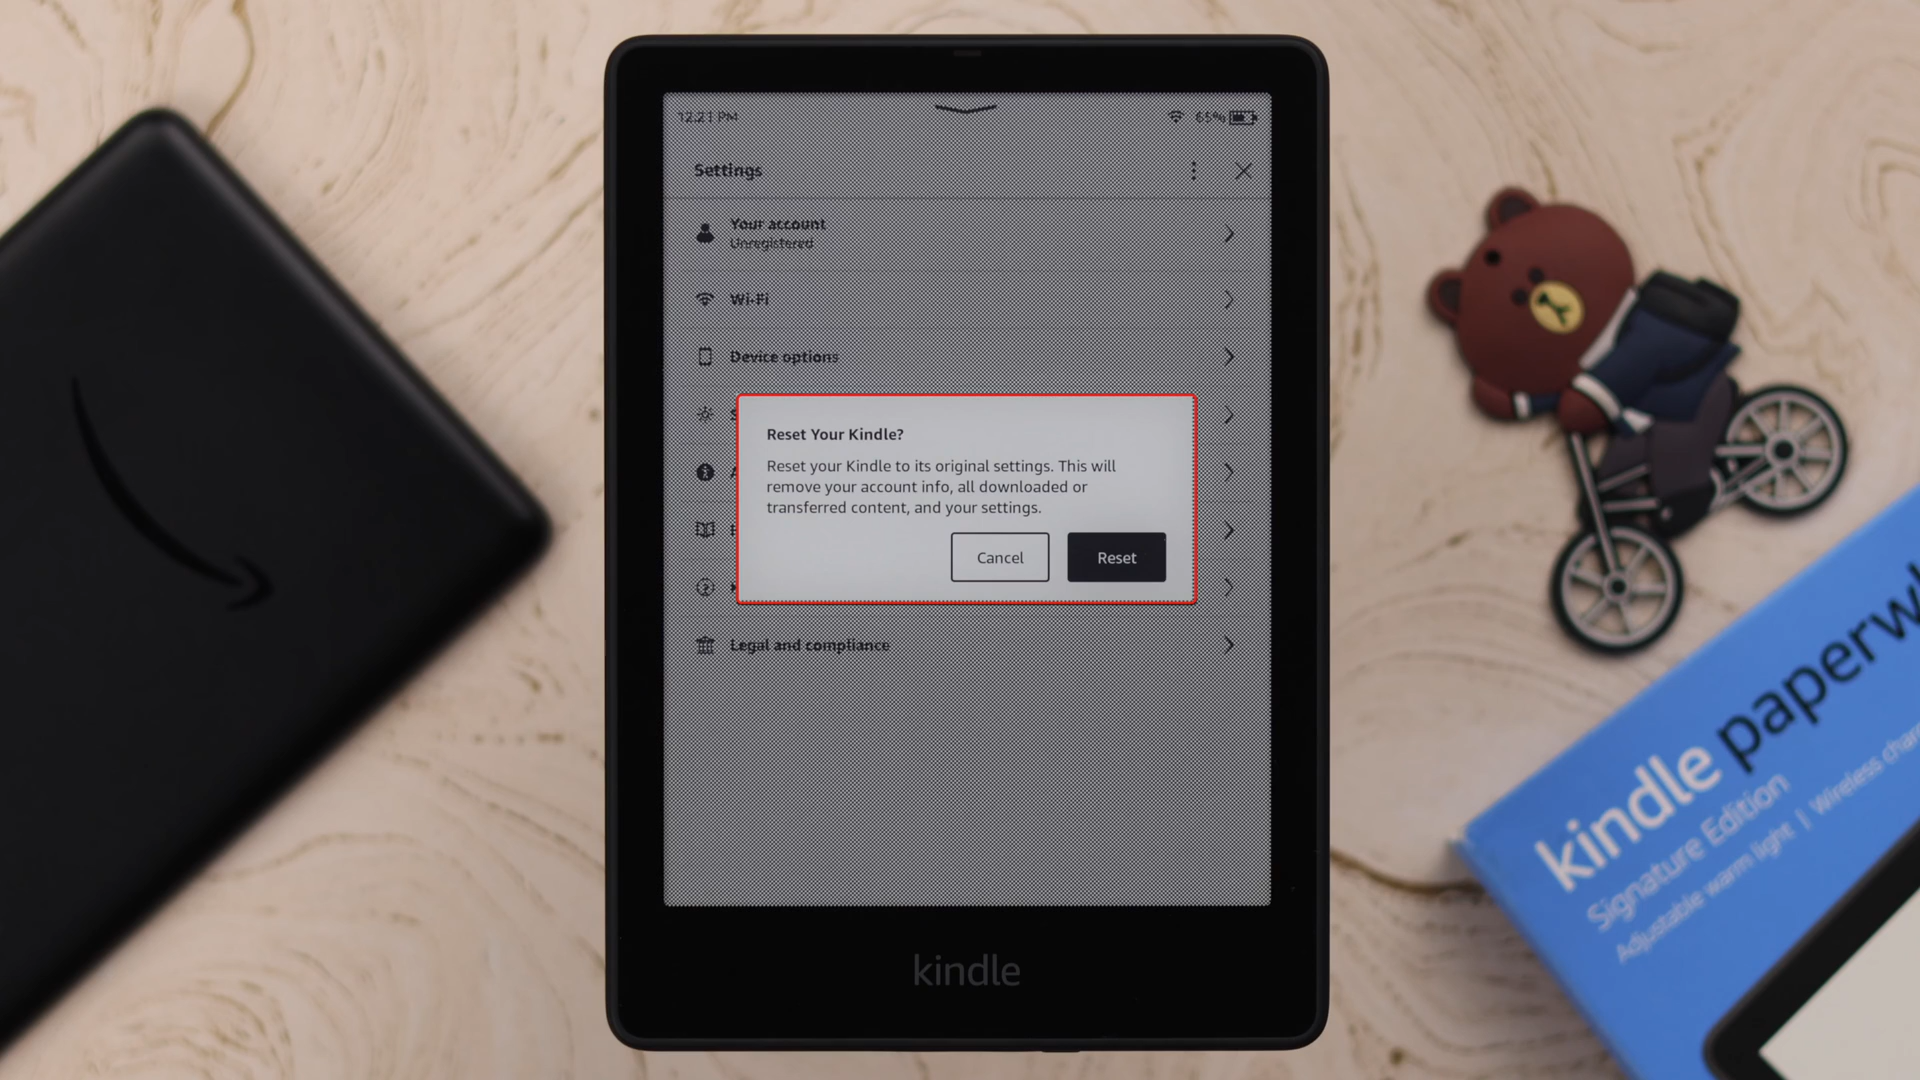 12:21 PM
65%
Settings
Your account
Unregistered
Wi-Fi
Device options
Reset Your Kindle?
Reset your Kindle to its original settings. This will
remove your account info, all downloaded or
transferred content, and your settings.
Cancel
Reset
Legal and compliance
kindle
kindle paperw
Signature Edition
Adjustable warm light | Wireless char